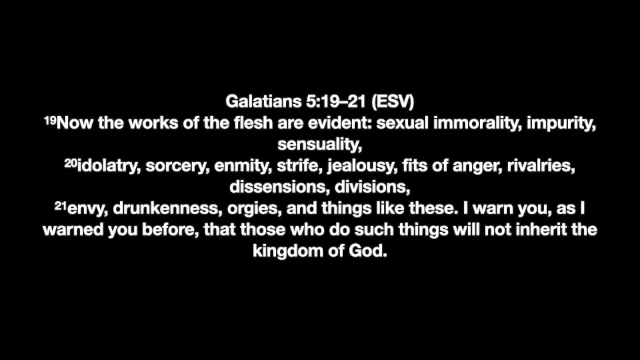 Galatians 5:19–21 (ESV)
¹⁹Now the works of the flesh are evident: sexual immorality, impurity,
sensuality,
²⁰idolatry, sorcery, enmity, strife, jealousy, fits of anger, rivalries,
dissensions, divisions,
²¹envy, drunkenness, orgies, and things like these. I warn you, as I
warned you before, that those who do such things will not inherit the
kingdom of God.